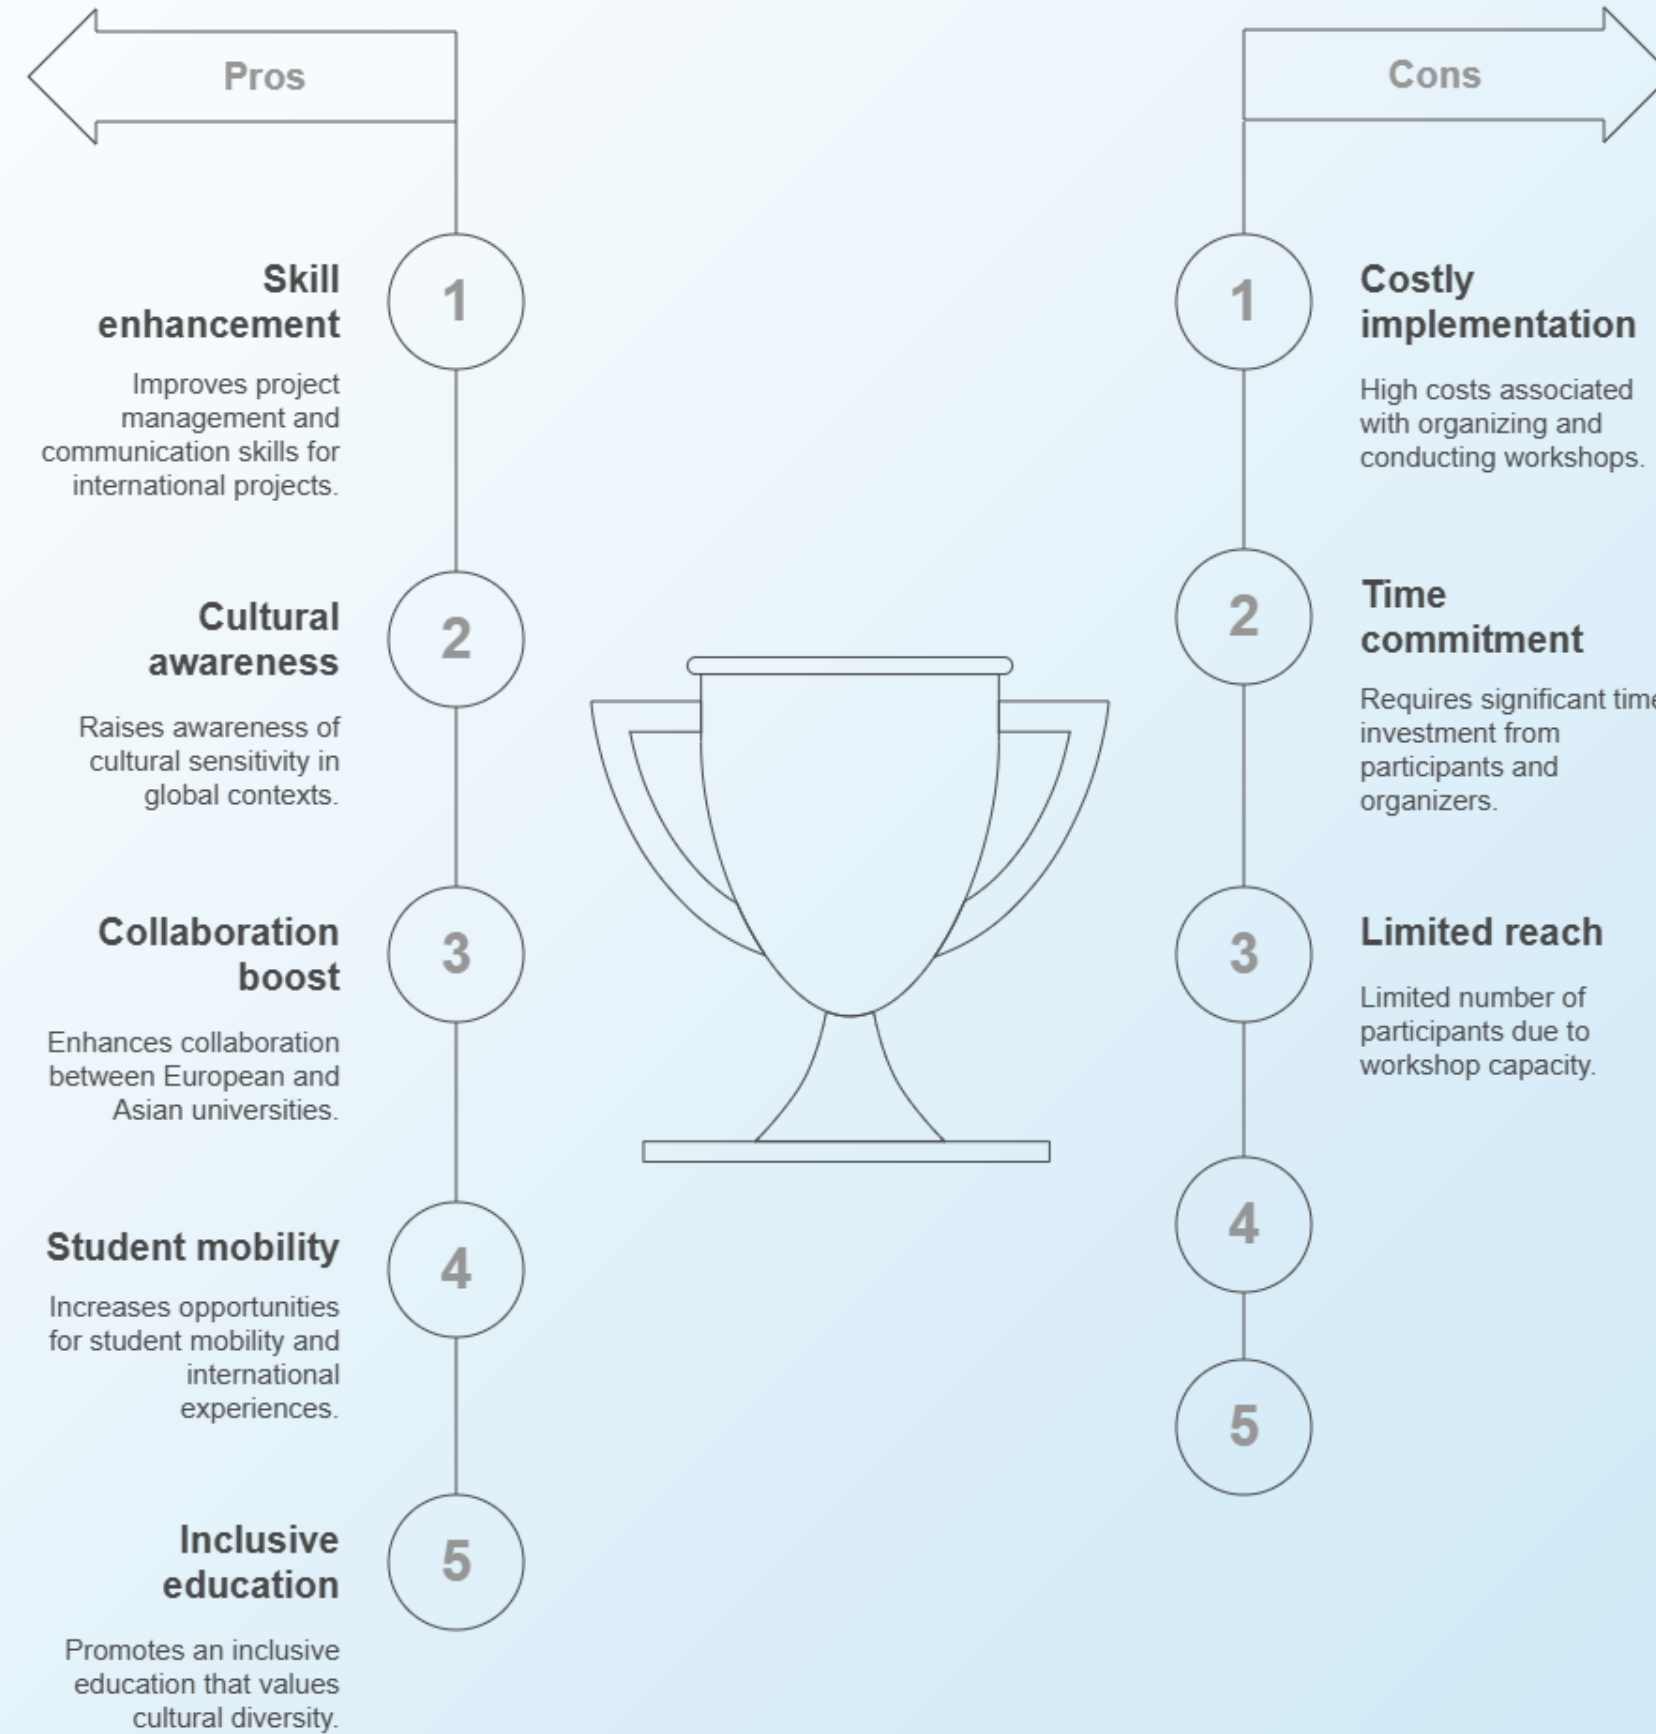 Pros
1
Skill
enhancement
Improves project
management and
communication skills for
international projects.
2
Cultural
awareness
Raises awareness of
cultural sensitivity in
global contexts.
3
Collaboration
boost
Enhances collaboration
between European and
Asian universities.
4
Student mobility
Increases opportunities
for student mobility and
international
experiences.
5
Inclusive
education
Promotes an inclusive
education that values
cultural diversity.
Cons
1
Costly
implementation
High costs associated
with organizing and
conducting workshops.
2
Time
commitment
Requires significant time
investment from
participants and
organizers.
3
Limited reach
Limited number of
participants due to
workshop capacity.
4
5